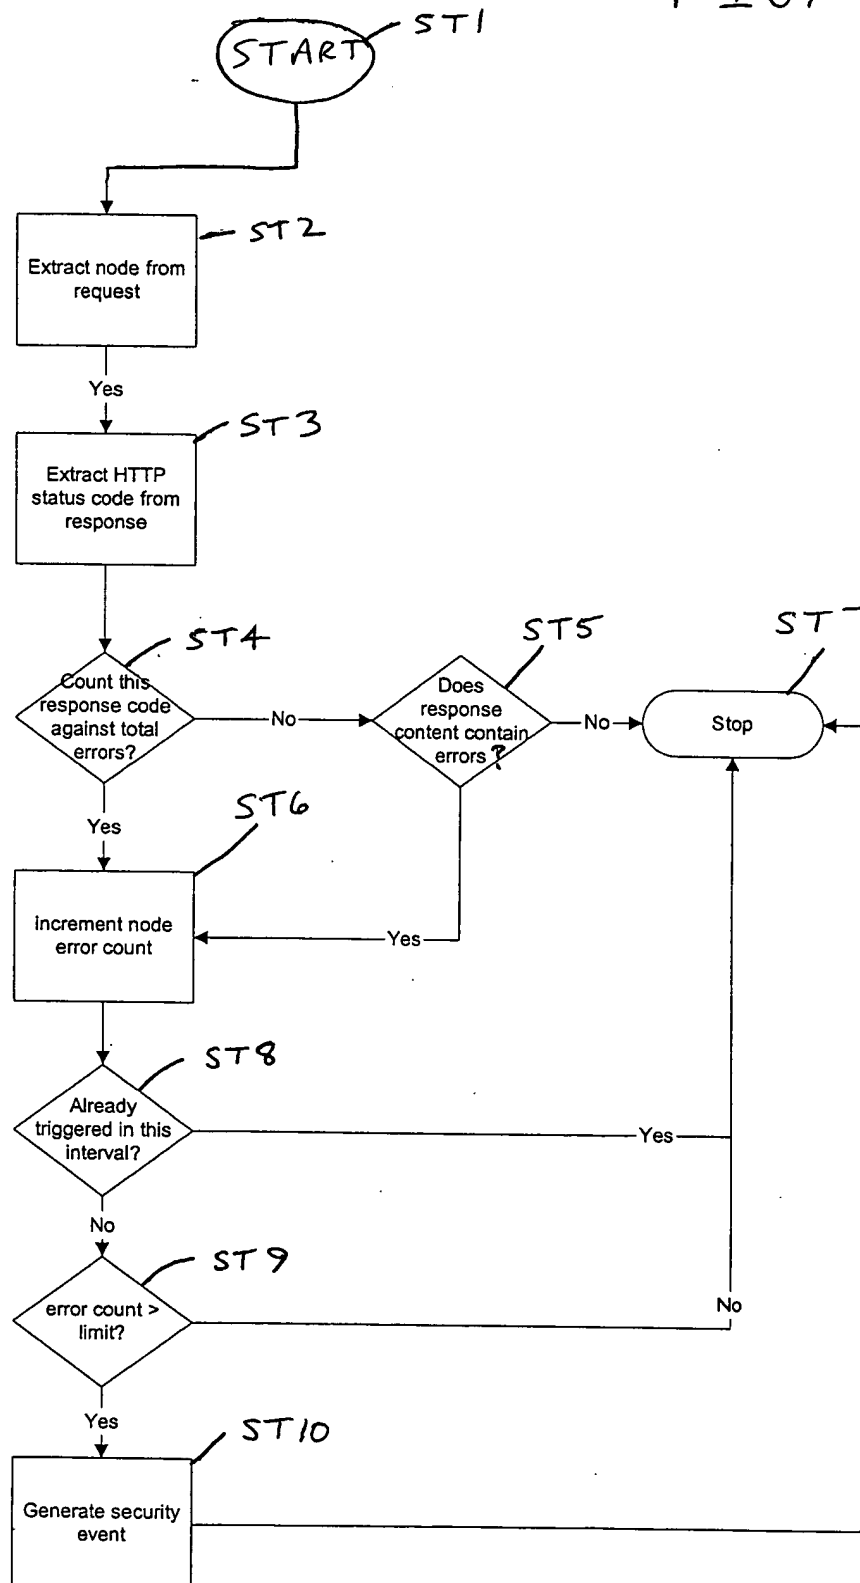 START
ST1
Extract node from
request
ST2
Yes
Extract HTTP
status code from
response
ST3
Count this
response code
against total
errors?
ST4
No
Does
response
content contain
errors?
ST5
No
Stop
Yes
increment node
error count
ST6
Yes
Already
triggered in this
interval?
ST8
Yes
No
error count >
limit?
ST9
No
Yes
Generate security
event
ST10